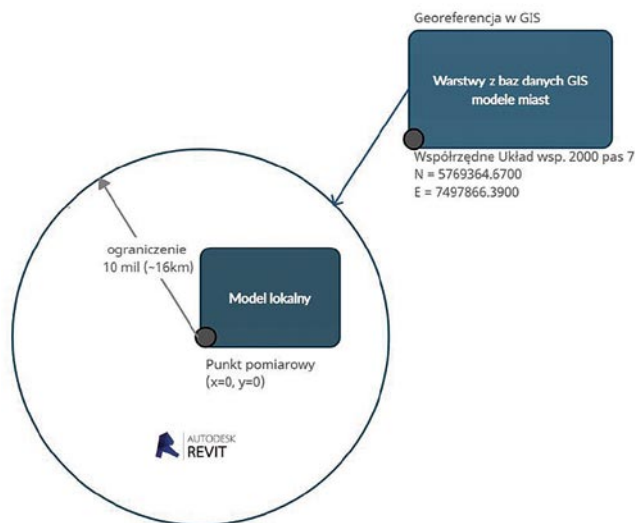 Georeferencja w GIS
Warstwy z baz danych GIS
modele miast
Współrzędne Układ wsp. 2000 pas 7
N = 5769364.6700
E = 7497866.3900
ograniczenie
10 mil (~16km)
Model lokalny
Punkt pomiarowy
(x=0, y=0)
AUTODESK
REVIT